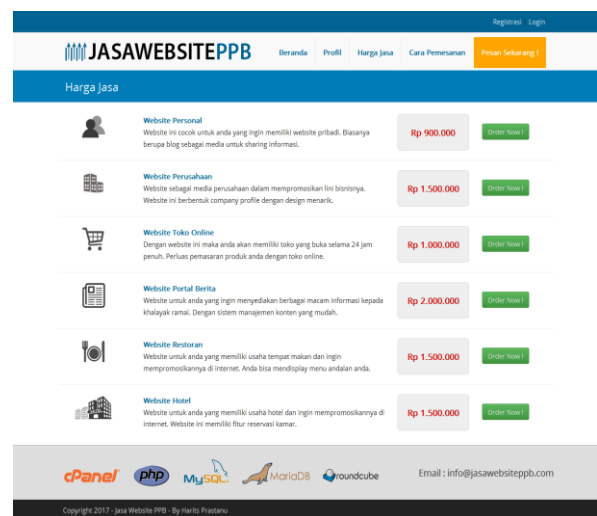 Registrasi Login
JASAWEBSITEPPB
Beranda Profil Harga Jasa Cara Pemesanan Pesan Sekarang !
Harga Jasa
Website Personal
Website ini cocok untuk anda yang ingin memiliki website pribadi. Biasanya
berupa blog sebagai media untuk sharing informasi.
Rp 900.000
Order Now !
Website Perusahaan
Website sebagai media perusahaan dalam mempromosikan lini bisnisnya.
Website ini berbentuk company profile dengan design menarik.
Rp 1.500.000
Order Now !
Website Toko Online
Dengan website ini maka anda akan memiliki toko yang buka selama 24 jam
penuh. Perluas pemasaran produk anda dengan toko online.
Rp 1.000.000
Order Now !
Website Portal Berita
Website untuk anda yang ingin menyediakan berbagai macam informasi kepada
khalayak ramai. Dengan sistem manajemen konten yang mudah.
Rp 2.000.000
Order Now !
Website Restoran
Website untuk anda yang memiliki usaha tempat makan dan ingin
mempromosikannya di internet. Anda bisa mendisplay menu andalan anda.
Rp 1.500.000
Order Now !
Website Hotel
Website untuk anda yang memiliki usaha hotel dan ingin mempromosikannya di
internet. Website ini memiliki fitur reservasi kamar.
Rp 1.500.000
Order Now !
cPanel php MySQL MariaDB roundcube Email : info@jasawebsiteppb.com
Copyright 2017 - Jasa Website PPB - By Harits Prastanu